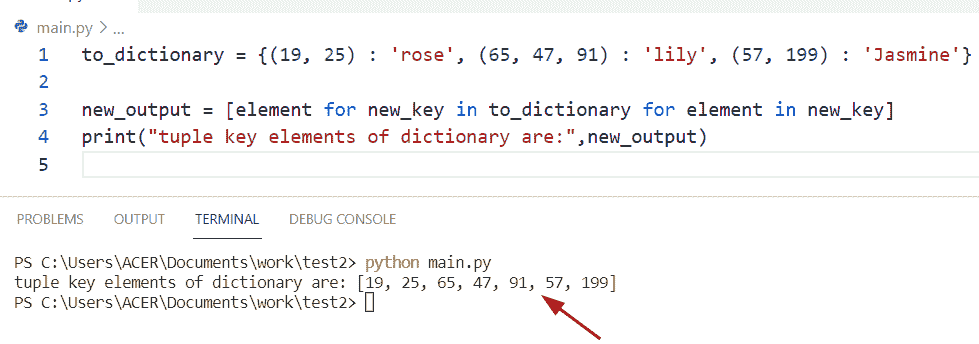 main.py > ...
1 to_dictionary = {(19, 25) : 'rose', (65, 47, 91) : 'lily', (57, 199) : 'Jasmine'}
2
3 new_output = [element for new_key in to_dictionary for element in new_key]
4 print("tuple key elements of dictionary are:",new_output)
5
PROBLEMS OUTPUT TERMINAL DEBUG CONSOLE
PS C:\Users\ACER\Documents\work\test2> python main.py
tuple key elements of dictionary are: [19, 25, 65, 47, 91, 57, 199]
PS C:\Users\ACER\Documents\work\test2>